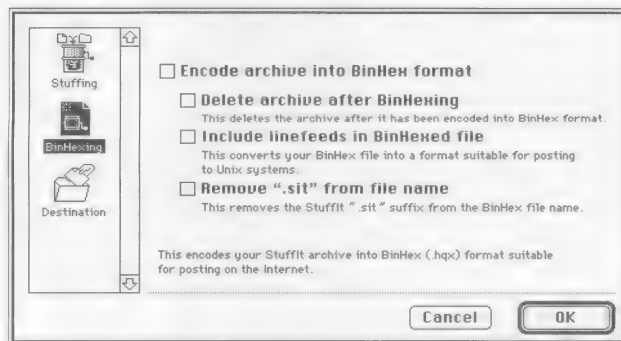 Stuffing
BinHexing
Destination
Encode archive into BinHex format
Delete archive after BinHexing
This deletes the archive after it has been encoded into BinHex format.
Include linefeeds in BinHexed file
This converts your BinHex file into a format suitable for posting
to Unix systems.
Remove “.sit” from file name
This removes the StuffIt “.sit” suffix from the BinHex file name.
This encodes your StuffIt archive into BinHex (.hqx) format suitable
for posting on the Internet.
Cancel
OK